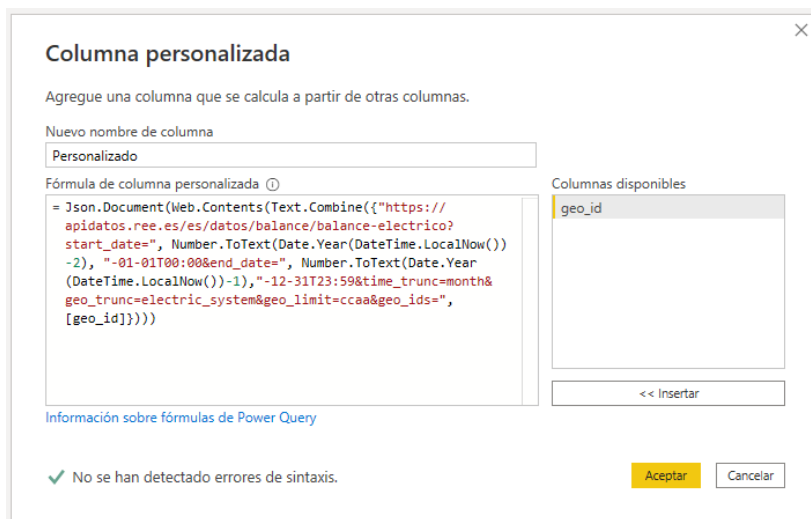 Columna personalizada
Agregue una columna que se calcula a partir de otras columnas.
Nuevo nombre de columna
Personalizado
Fórmula de columna personalizada
= Json.Document(Web.Contents(Text.Combine({"https://
apidatos.ree.es/es/datos/balance/balance-electrico?
start_date=", Number.ToText(Date.Year(DateTime.LocalNow())
-2), "-01-01T00:00&end_date=", Number.ToText(Date.Year
(DateTime.LocalNow())-1),"-12-31T23:59&time_trunc=month&
geo_trunc=electric_system&geo_limit=ccaa&geo_ids=",
[geo_id]})))
Columnas disponibles
geo_id
<< Insertar
Información sobre fórmulas de Power Query
No se han detectado errores de sintaxis.
Aceptar
Cancelar